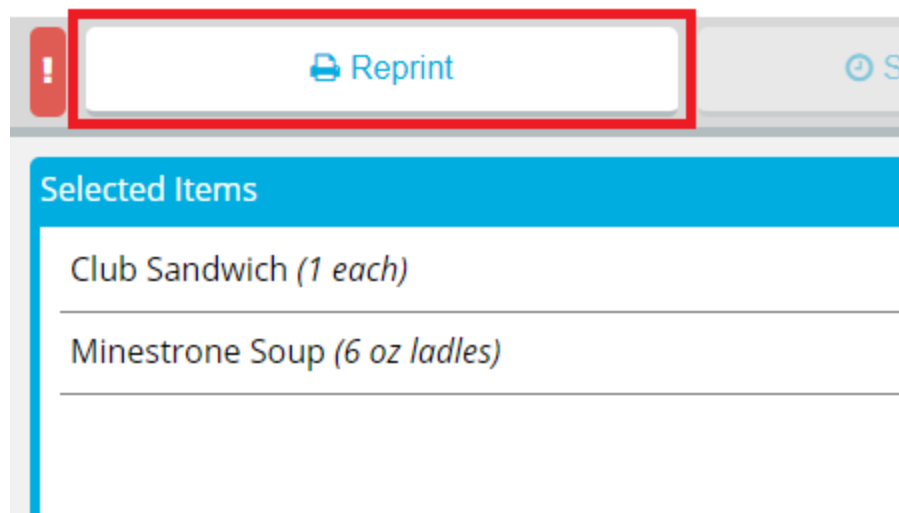 ! Reprint S
Selected Items
Club Sandwich (1 each)
Minestrone Soup (6 oz ladles)